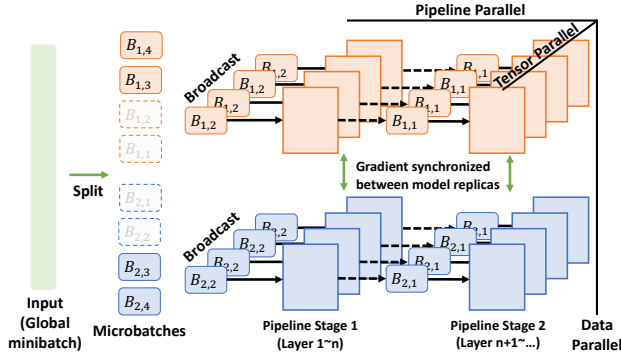 Pipeline Parallel
Tensor Parallel
Data
Parallel
Input
(Global
minibatch)
Split
B1,4
B1,3
B1,2
B1,1
B2,1
B2,2
B2,3
B2,4
Microbatches
Broadcast
B1,2
B1,2
B1,2
B1,2
B1,1
B1,1
B1,1
B1,1
Gradient synchronized
between model replicas
Broadcast
B2,2
B2,2
B2,2
B2,2
B2,1
B2,1
B2,1
B2,1
Pipeline Stage 1
(Layer 1~n)
Pipeline Stage 2
(Layer n+1~...)